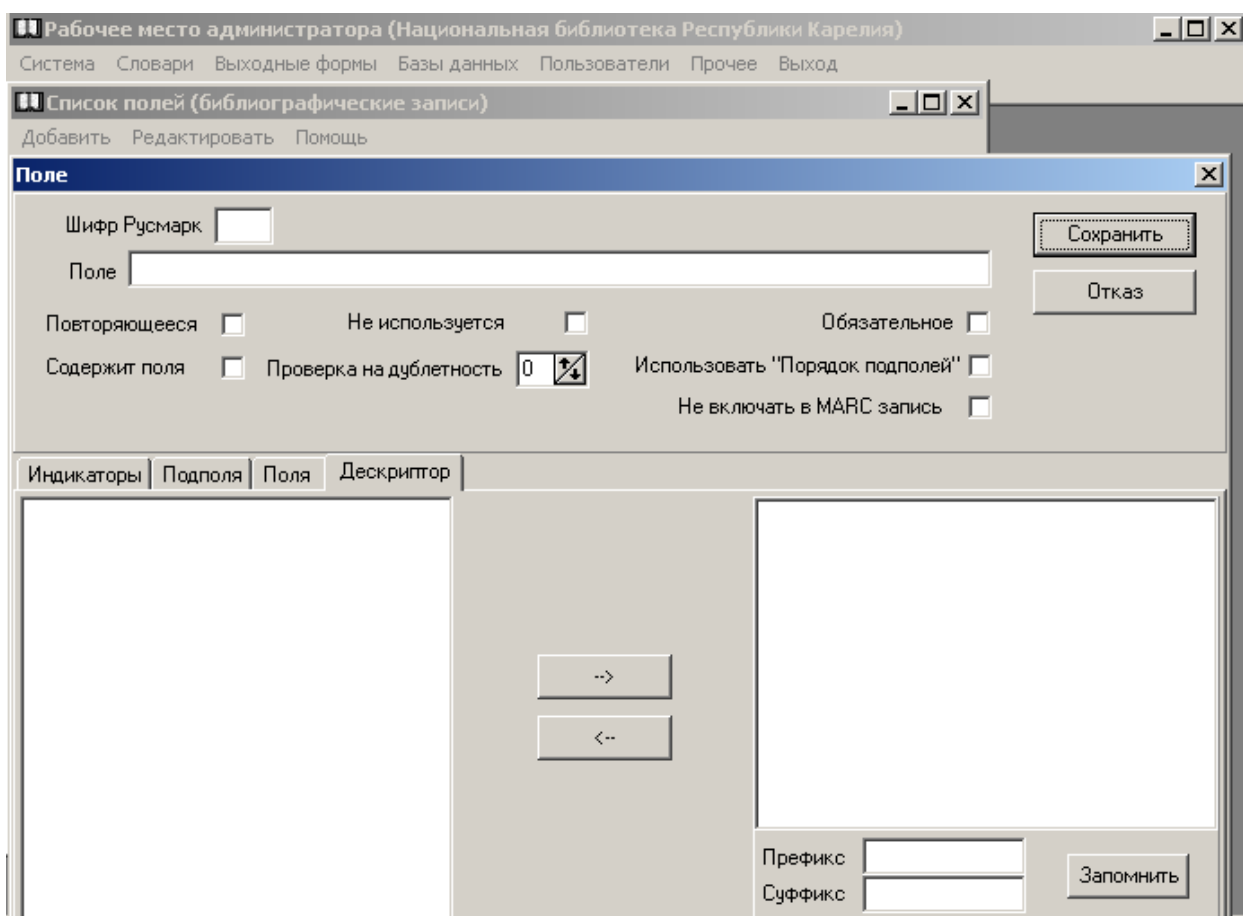 Рабочее место администратора (Национальная библиотека Республики Карелия)
Система Словари Выходные формы Базы данных Пользователи Прочее Выход
Список полей (библиографические записи)
Добавить Редактировать Помощь
Поле
Шифр Русмарк
Сохранить
Поле
Отказ
Повторяющееся Не используется Обязательное
Содержит поля Проверка на дублетность 0 Использовать "Порядок подполей"
Не включать в MARC запись
Индикаторы Подполя Поля Дескриптор
-->
<--
Префикс
Запомнить
Суффикс